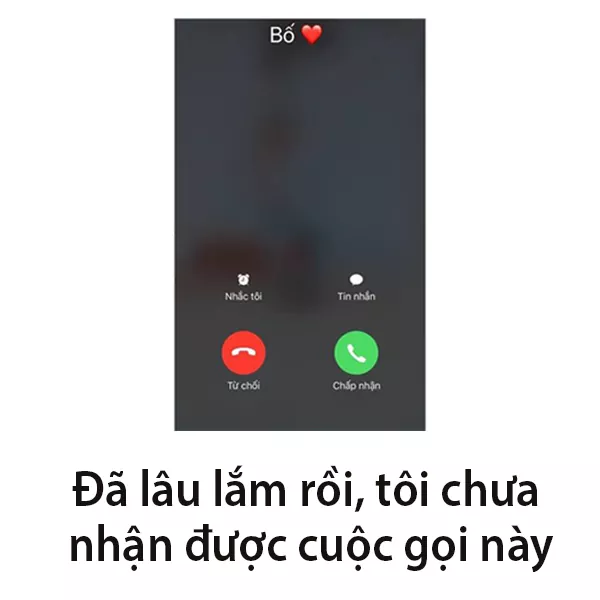 Bố ❤️
Nhắc tôi Tin nhắn
Từ chối Chấp nhận
Đã lâu lắm rồi, tôi chưa
nhận được cuộc gọi này